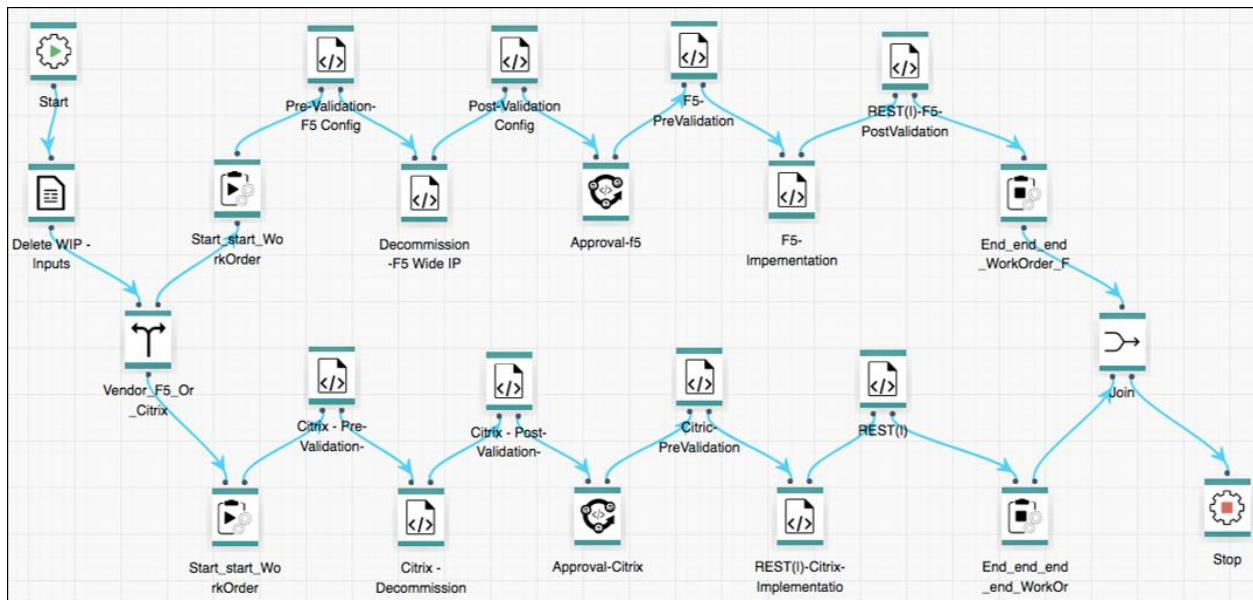 Start
Pre-Validation-
F5 Config
Post-Validation
Config
F5-
PreValidation
REST(I)-F5-
PostValidation
Delete WIP -
Inputs
Start_start_Wo
rkOrder
Decommission
-F5 Wide IP
Approval-f5
F5-
Impementation
End_end_end
_WorkOrder_F
Vendor_F5_Or
_Citrix
Join
Citrix - Pre-
Validation-
Citrix - Post-
Validation-
Citric-
PreValidation
REST(I)
Start_start_Wo
rkOrder
Citrix -
Decommission
Approval-Citrix
REST(I)-Citrix-
Implementatio
End_end_end
_end_WorkOr
Stop